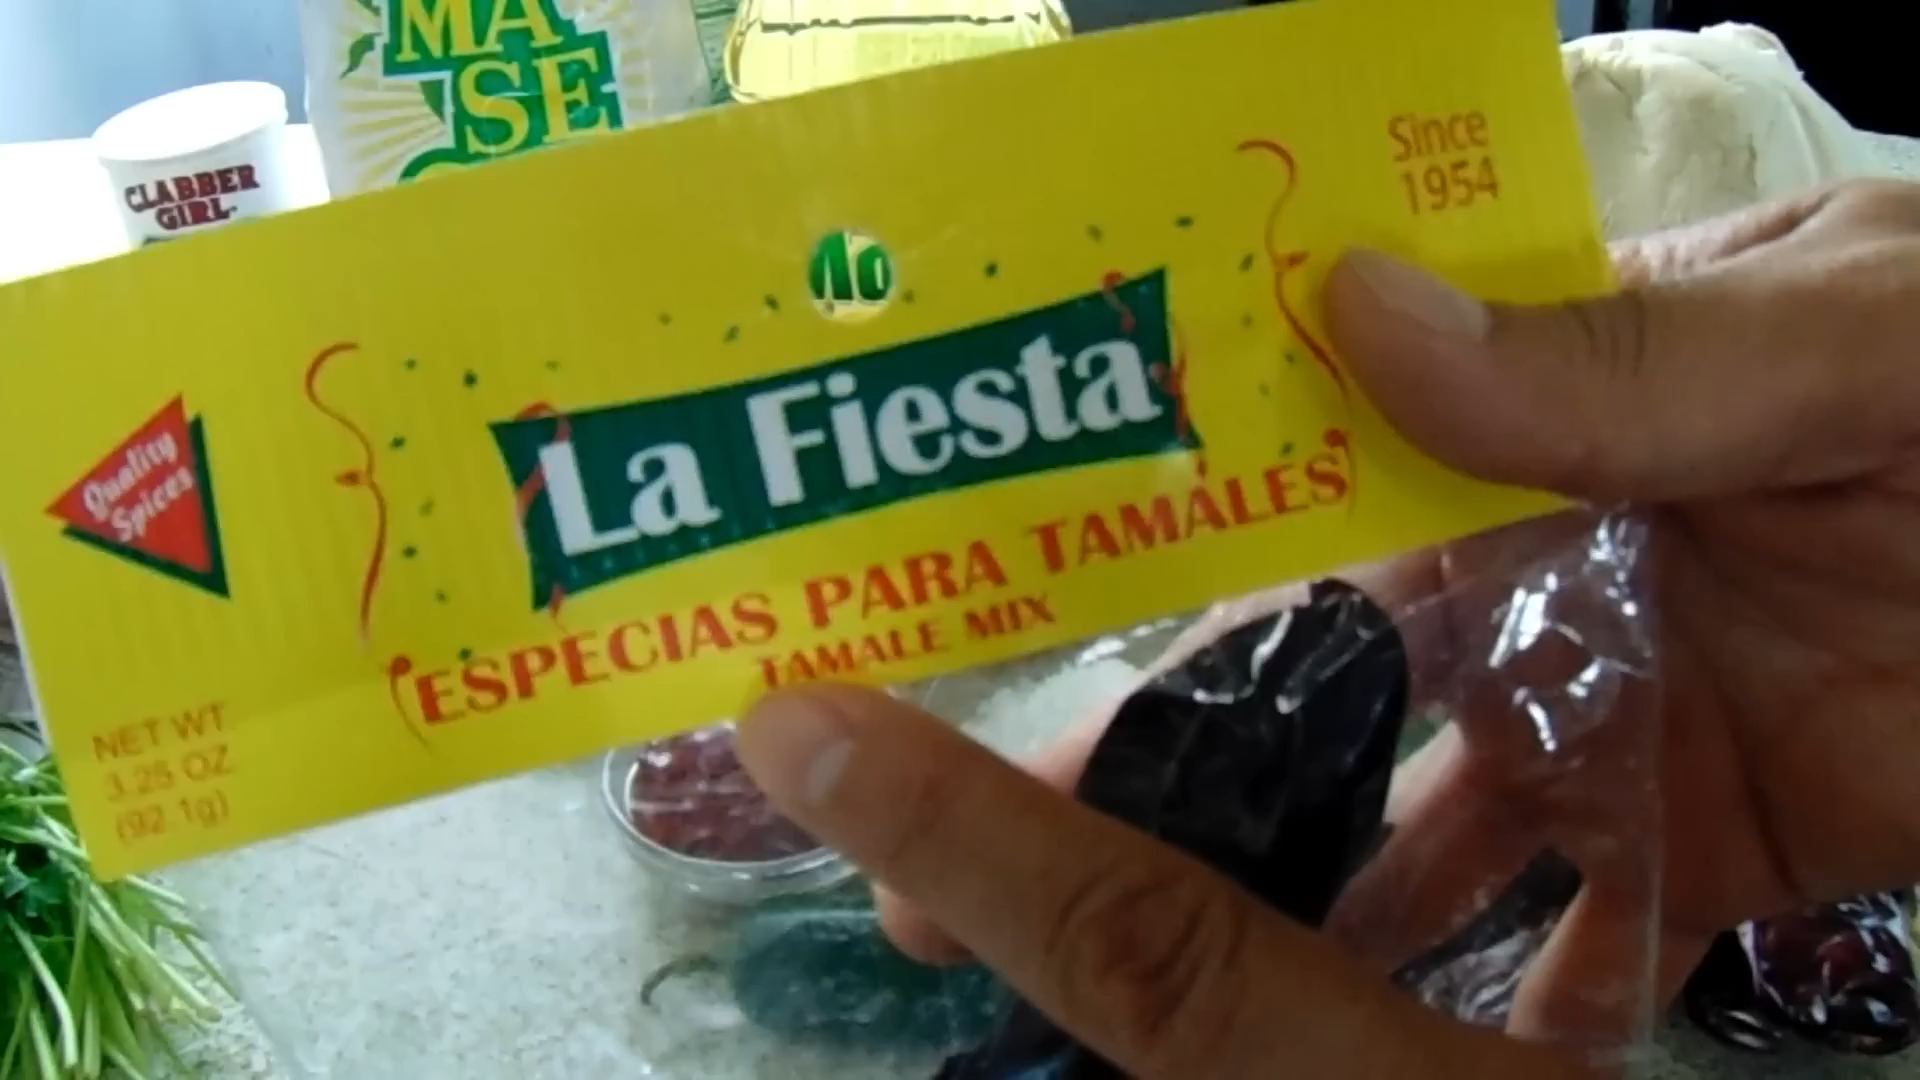 MA
SE
CLABBER
GIRL
Since
1954
La Fiesta
Quality
Spices
ESPECIAS PARA TAMALES
TAMALE MIX
NET WT
3.25 OZ
(92.1g)